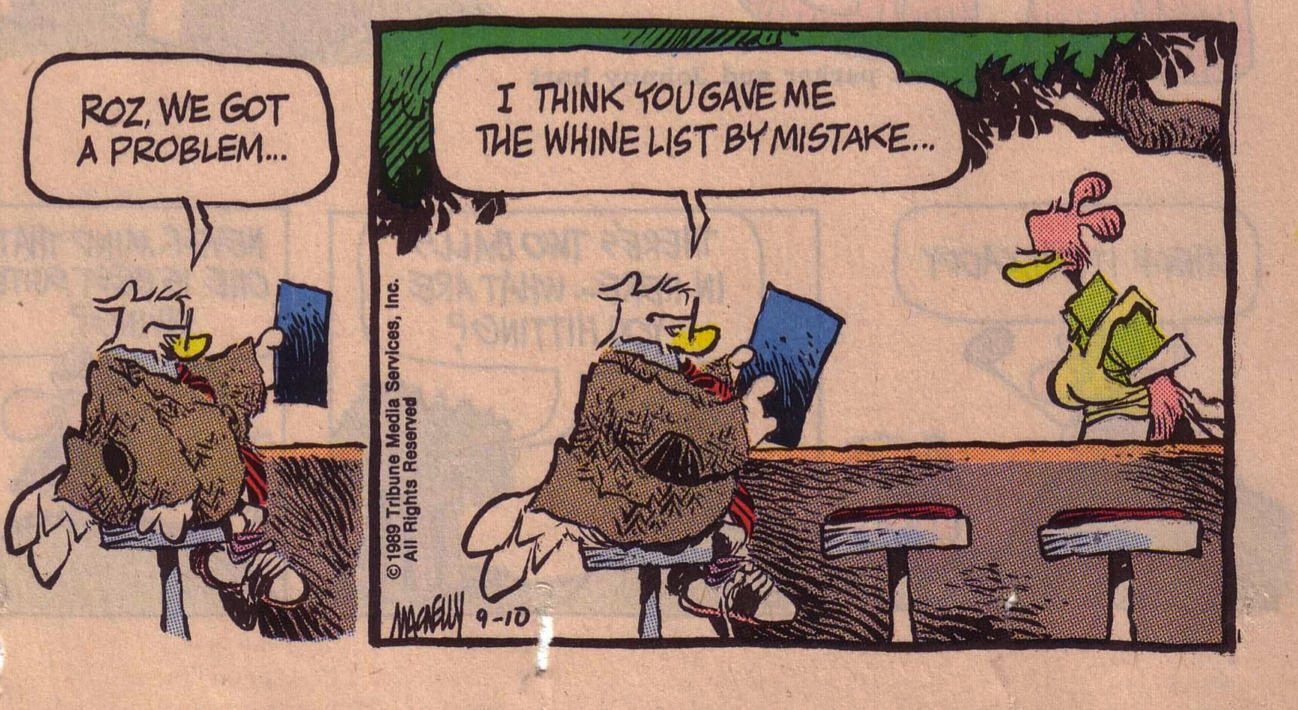 ROZ, WE GOT
A PROBLEM...
I THINK YOU GAVE ME
THE WHINE LIST BY MISTAKE...
© 1989 Tribune Media Services, Inc.
All Rights Reserved
MACNELLY 9-10